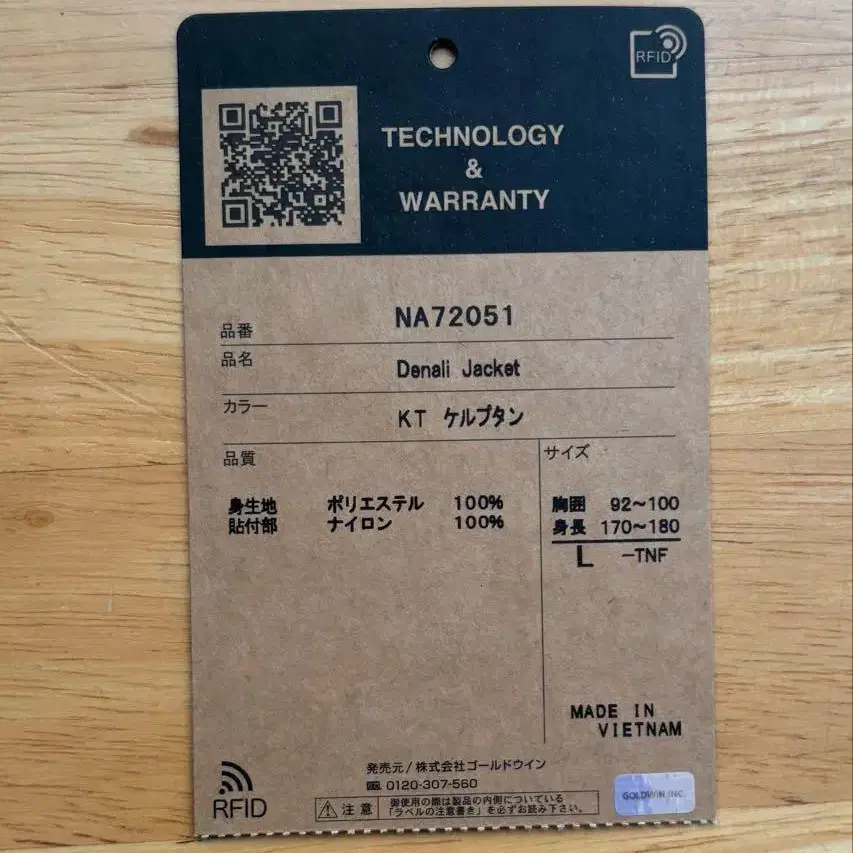 RFID
TECHNOLOGY
&
WARRANTY
品番 NA72051
品名 Denali Jacket
カラー KT ケルプタン
品質
身生地 ポリエステル 100%
貼付部 ナイロン 100%
サイズ
胸囲 92~100
身長 170~180
L -TNF
MADE IN
VIETNAM
RFID
発売元/株式会社ゴールドウイン
0120-307-560
注意
御使用の際は製品の内側についている
「ラベルの注意書き」を必ずお読み下さい。
GOLDWIN INC.